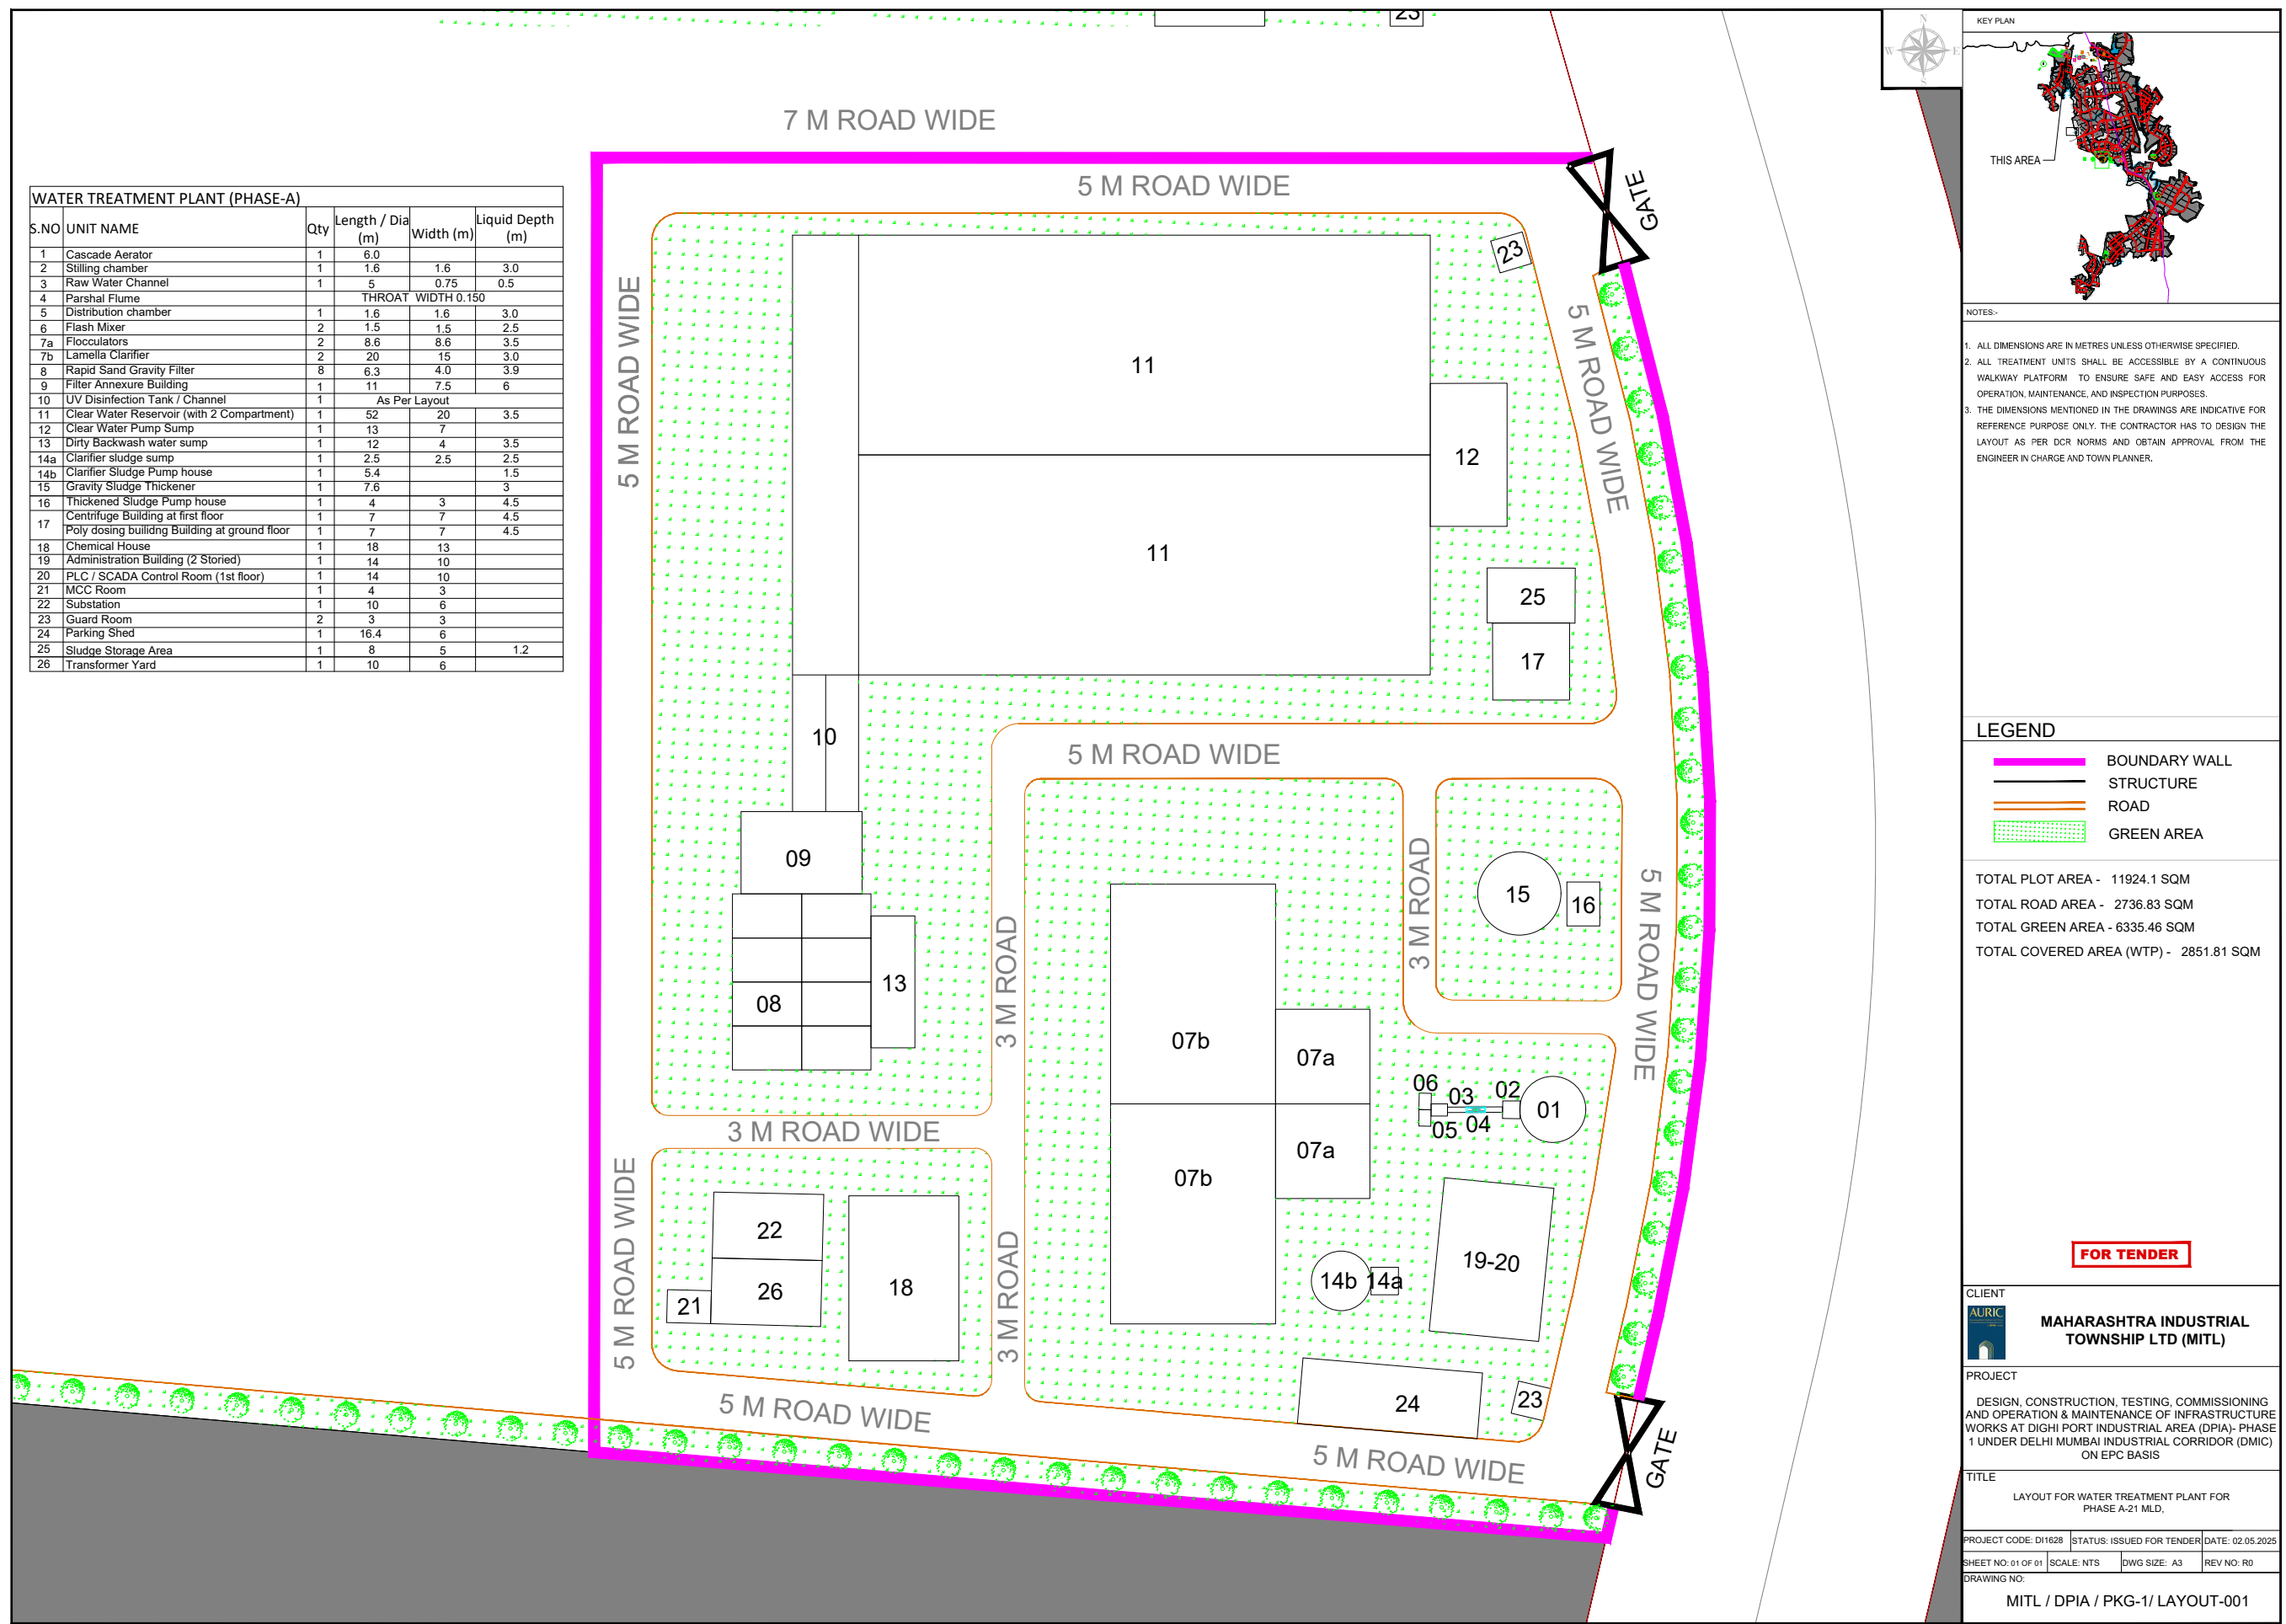 23
N
W E
S
7 M ROAD WIDE
5 M ROAD WIDE
GATE
WATER TREATMENT PLANT (PHASE-A)
S.NO UNIT NAME Qty Length / Dia (m) Width (m) Liquid Depth (m)
1 Cascade Aerator 1 6.0
2 Stilling chamber 1 1.6 1.6 3.0
3 Raw Water Channel 1 5 0.75 0.5
4 Parshal Flume THROAT WIDTH 0.150
5 Distribution chamber 1 1.6 1.6 3.0
6 Flash Mixer 2 1.5 1.5 2.5
7a Flocculators 2 8.6 8.6 3.5
7b Lamella Clarifier 2 20 15 3.0
8 Rapid Sand Gravity Filter 8 6.3 4.0 3.9
9 Filter Annexure Building 1 11 7.5 6
10 UV Disinfection Tank / Channel 1 As Per Layout
11 Clear Water Reservoir (with 2 Compartment) 1 52 20 3.5
12 Clear Water Pump Sump 1 13 7
13 Dirty Backwash water sump 1 12 4 3.5
14a Clarifier sludge sump 1 2.5 2.5 2.5
14b Clarifier Sludge Pump house 1 5.4 1.5
15 Gravity Sludge Thickener 1 7.6 3
16 Thickened Sludge Pump house 1 4 3 4.5
17 Centrifuge Building at first floor 1 7 7 4.5
Poly dosing builidng Building at ground floor 1 7 7 4.5
18 Chemical House 1 18 13
19 Administration Building (2 Storied) 1 14 10
20 PLC / SCADA Control Room (1st floor) 1 14 10
21 MCC Room 1 4 3
22 Substation 1 10 6
23 Guard Room 2 3 3
24 Parking Shed 1 16.4 6
25 Sludge Storage Area 1 8 5 1.2
26 Transformer Yard 1 10 6
5 M ROAD WIDE
23
5 M ROAD WIDE
11
12
11
25
17
10
5 M ROAD WIDE
09
08
13
3 M ROAD
3 M ROAD
15
16
5 M ROAD WIDE
07b
07a
06
03
02
01
05
04
07a
07b
3 M ROAD WIDE
5 M ROAD WIDE
22
26
21
18
3 M ROAD
14b
14a
19-20
24
23
5 M ROAD WIDE
5 M ROAD WIDE
GATE
KEY PLAN
THIS AREA
NOTES:-
1. ALL DIMENSIONS ARE IN METRES UNLESS OTHERWISE SPECIFIED.
2. ALL TREATMENT UNITS SHALL BE ACCESSIBLE BY A CONTINUOUS
WALKWAY PLATFORM TO ENSURE SAFE AND EASY ACCESS FOR
OPERATION, MAINTENANCE, AND INSPECTION PURPOSES.
3. THE DIMENSIONS MENTIONED IN THE DRAWINGS ARE INDICATIVE FOR
REFERENCE PURPOSE ONLY. THE CONTRACTOR HAS TO DESIGN THE
LAYOUT AS PER DCR NORMS AND OBTAIN APPROVAL FROM THE
ENGINEER IN CHARGE AND TOWN PLANNER.
LEGEND
BOUNDARY WALL
STRUCTURE
ROAD
GREEN AREA
TOTAL PLOT AREA - 11924.1 SQM
TOTAL ROAD AREA - 2736.83 SQM
TOTAL GREEN AREA - 6335.46 SQM
TOTAL COVERED AREA (WTP) - 2851.81 SQM
FOR TENDER
CLIENT
AURIC
MAHARASHTRA INDUSTRIAL
TOWNSHIP LTD (MITL)
PROJECT
DESIGN, CONSTRUCTION, TESTING, COMMISSIONING
AND OPERATION & MAINTENANCE OF INFRASTRUCTURE
WORKS AT DIGHI PORT INDUSTRIAL AREA (DPIA)- PHASE
1 UNDER DELHI MUMBAI INDUSTRIAL CORRIDOR (DMIC)
ON EPC BASIS
TITLE
LAYOUT FOR WATER TREATMENT PLANT FOR
PHASE A-21 MLD,
PROJECT CODE: DI1628 STATUS: ISSUED FOR TENDER DATE: 02.05.2025
SHEET NO: 01 OF 01 SCALE: NTS DWG SIZE: A3 REV NO: R0
DRAWING NO:
MITL / DPIA / PKG-1/ LAYOUT-001